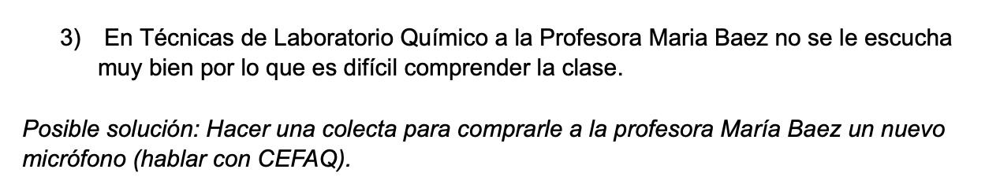 3) En Técnicas de Laboratorio Químico a la Profesora Maria Baez no se le escucha
muy bien por lo que es difícil comprender la clase.
Posible solución: Hacer una colecta para comprarle a la profesora María Baez un nuevo
micrófono (hablar con CEFAQ).